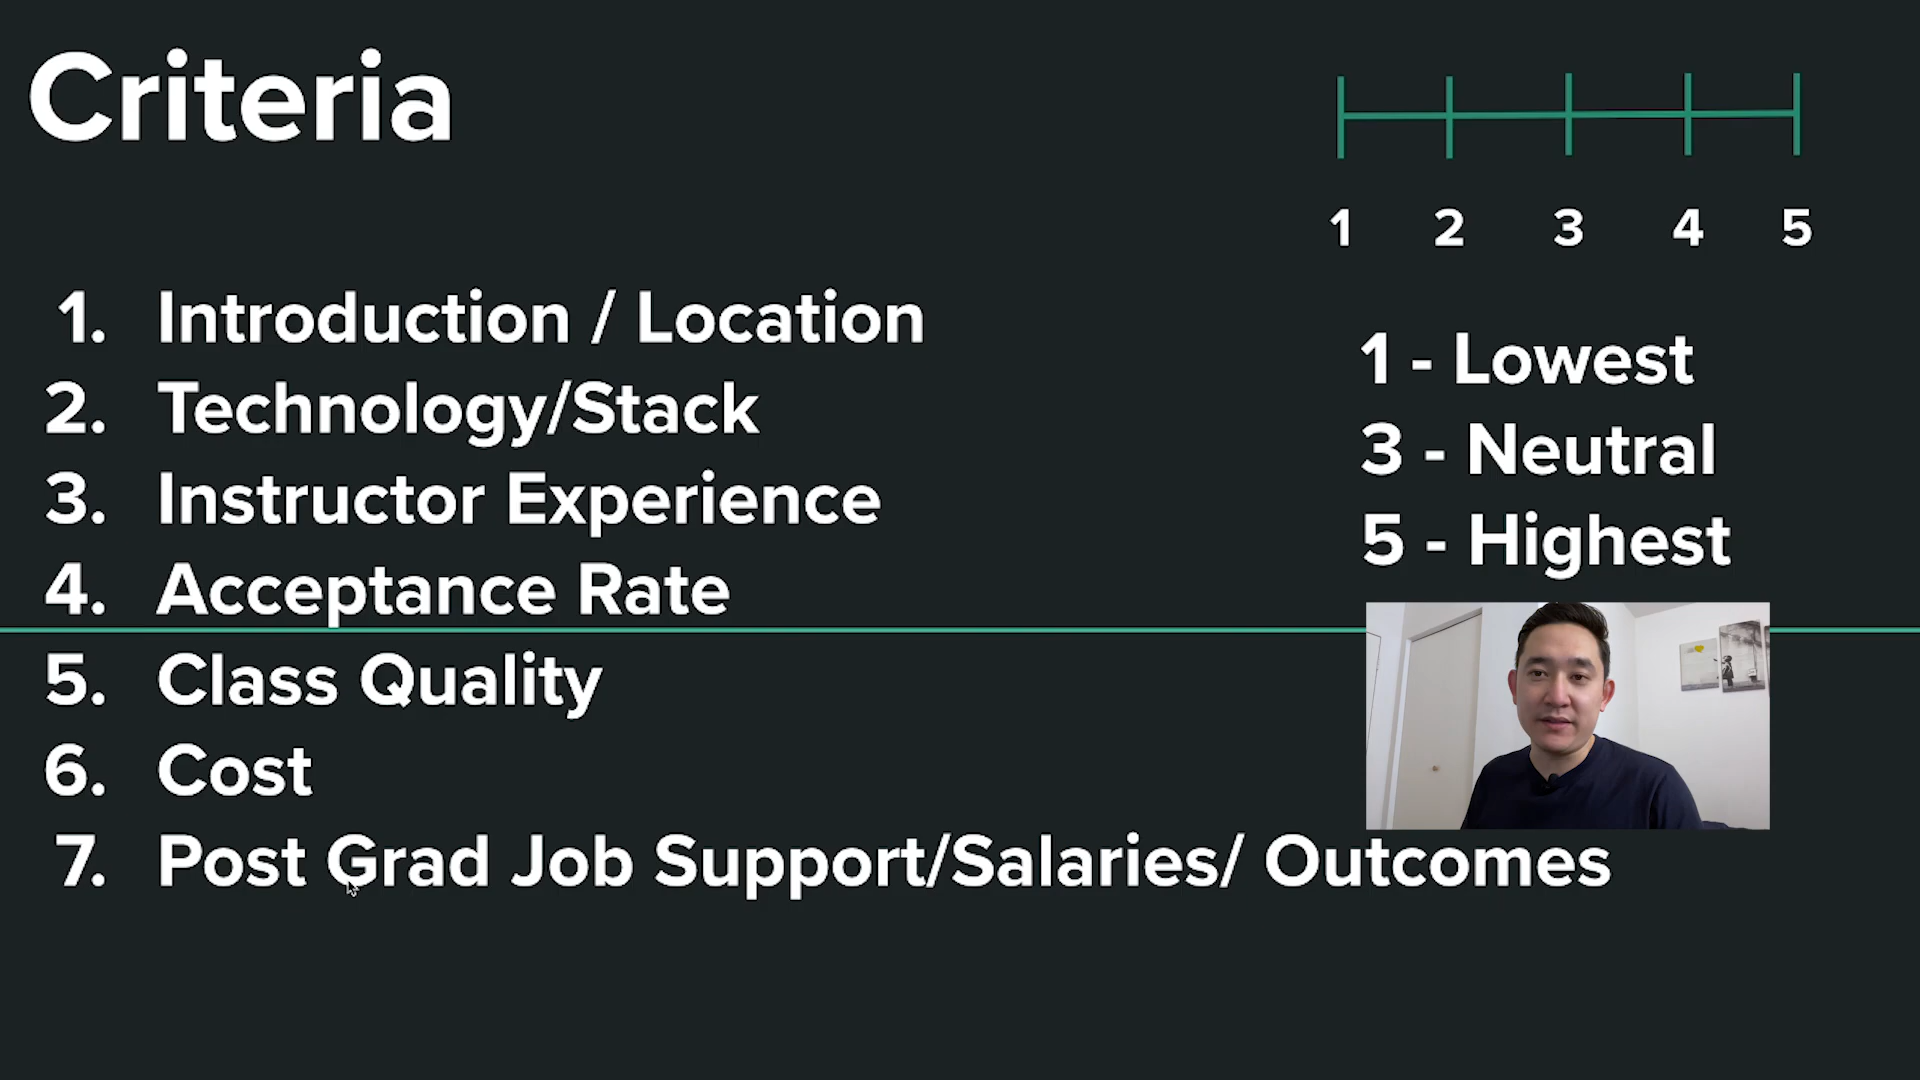 Criteria
1 2 3 4 5
1. Introduction / Location
2. Technology/Stack
3. Instructor Experience
4. Acceptance Rate
5. Class Quality
6. Cost
7. Post Grad Job Support/Salaries/ Outcomes
1 - Lowest
3 - Neutral
5 - Highest